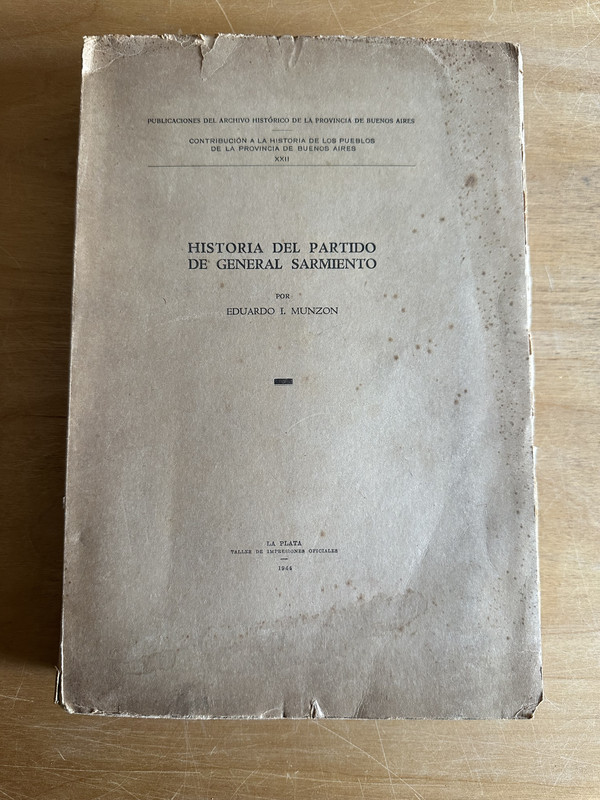 PUBLICACIONES DEL ARCHIVO HISTÓRICO DE LA PROVINCIA DE BUENOS AIRES
CONTRIBUCIÓN A LA HISTORIA DE LOS PUEBLOS
DE LA PROVINCIA DE BUENOS AIRES
XXII
HISTORIA DEL PARTIDO
DE GENERAL SARMIENTO
POR
EDUARDO I. MUNZON
LA PLATA
TALLER DE IMPRESIONES OFICIALES
1944